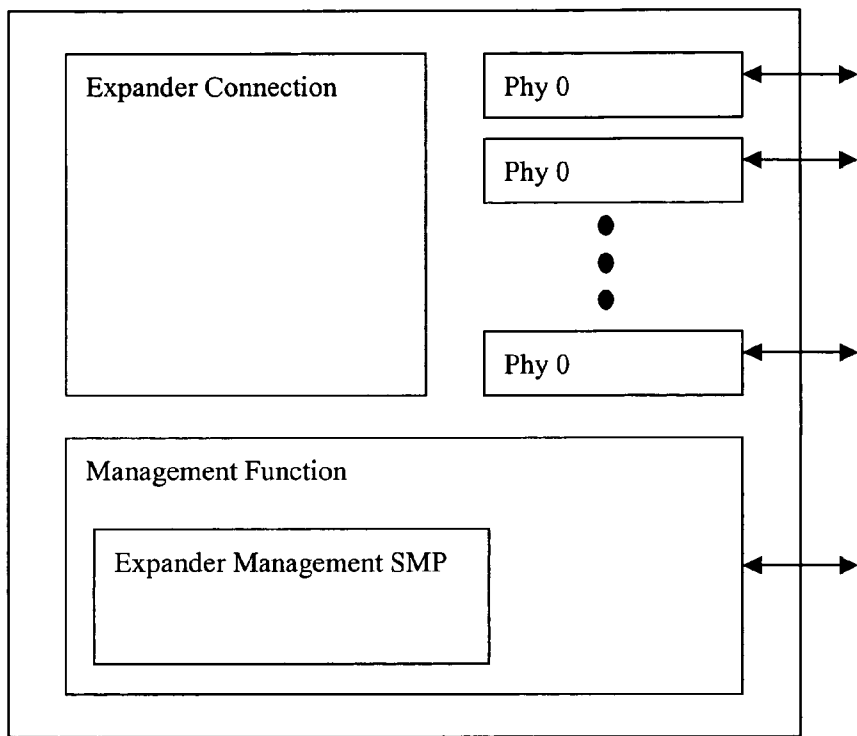 Expander Connection
Phy 0
Phy 0
Phy 0
Management Function
Expander Management SMP